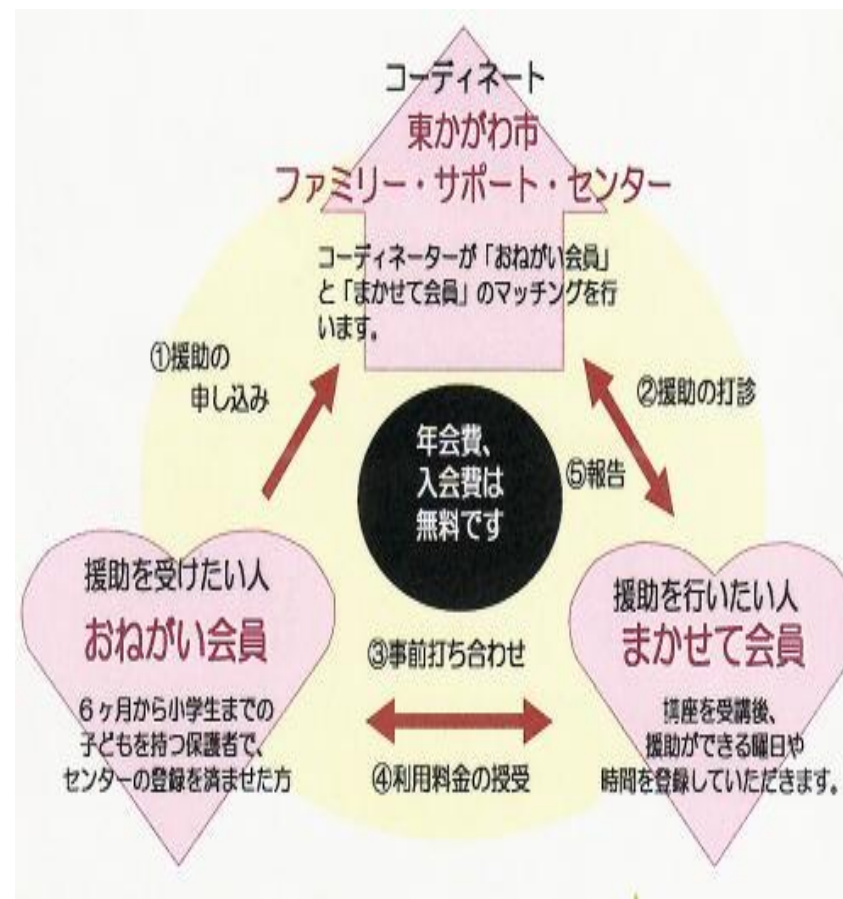 コーディネート
東かがわ市
ファミリー・サポート・センター
コーディネーターが「おねがい会員」
と「まかせて会員」のマッチングを行
います。
①援助の
申し込み
②援助の打診
年会費、
入会費は
無料です
⑤報告
援助を受けたい人
おねがい会員
6ヶ月から小学生までの
子どもを持つ保護者で、
センターの登録を済ませた方
③事前打ち合わせ
④利用料金の授受
援助を行いたい人
まかせて会員
講座を受講後、
援助ができる曜日や
時間を登録していただきます。